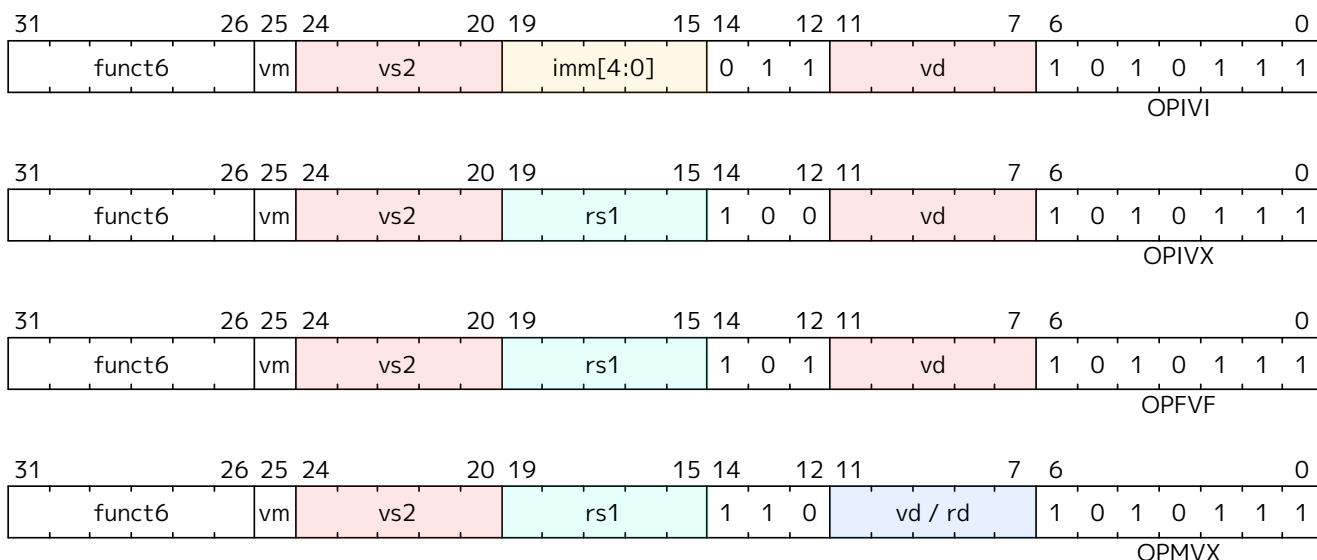 31 26 25 24 20 19 15 14 12 11 7 6 0
funct6 vm vs2 imm[4:0] 0 1 1 vd 1 0 1 0 1 1 1
OPIVI
31 26 25 24 20 19 15 14 12 11 7 6 0
funct6 vm vs2 rs1 1 0 0 vd 1 0 1 0 1 1 1
OPIVX
31 26 25 24 20 19 15 14 12 11 7 6 0
funct6 vm vs2 rs1 1 0 1 vd 1 0 1 0 1 1 1
OPFVF
31 26 25 24 20 19 15 14 12 11 7 6 0
funct6 vm vs2 rs1 1 1 0 vd / rd 1 0 1 0 1 1 1
OPMVX